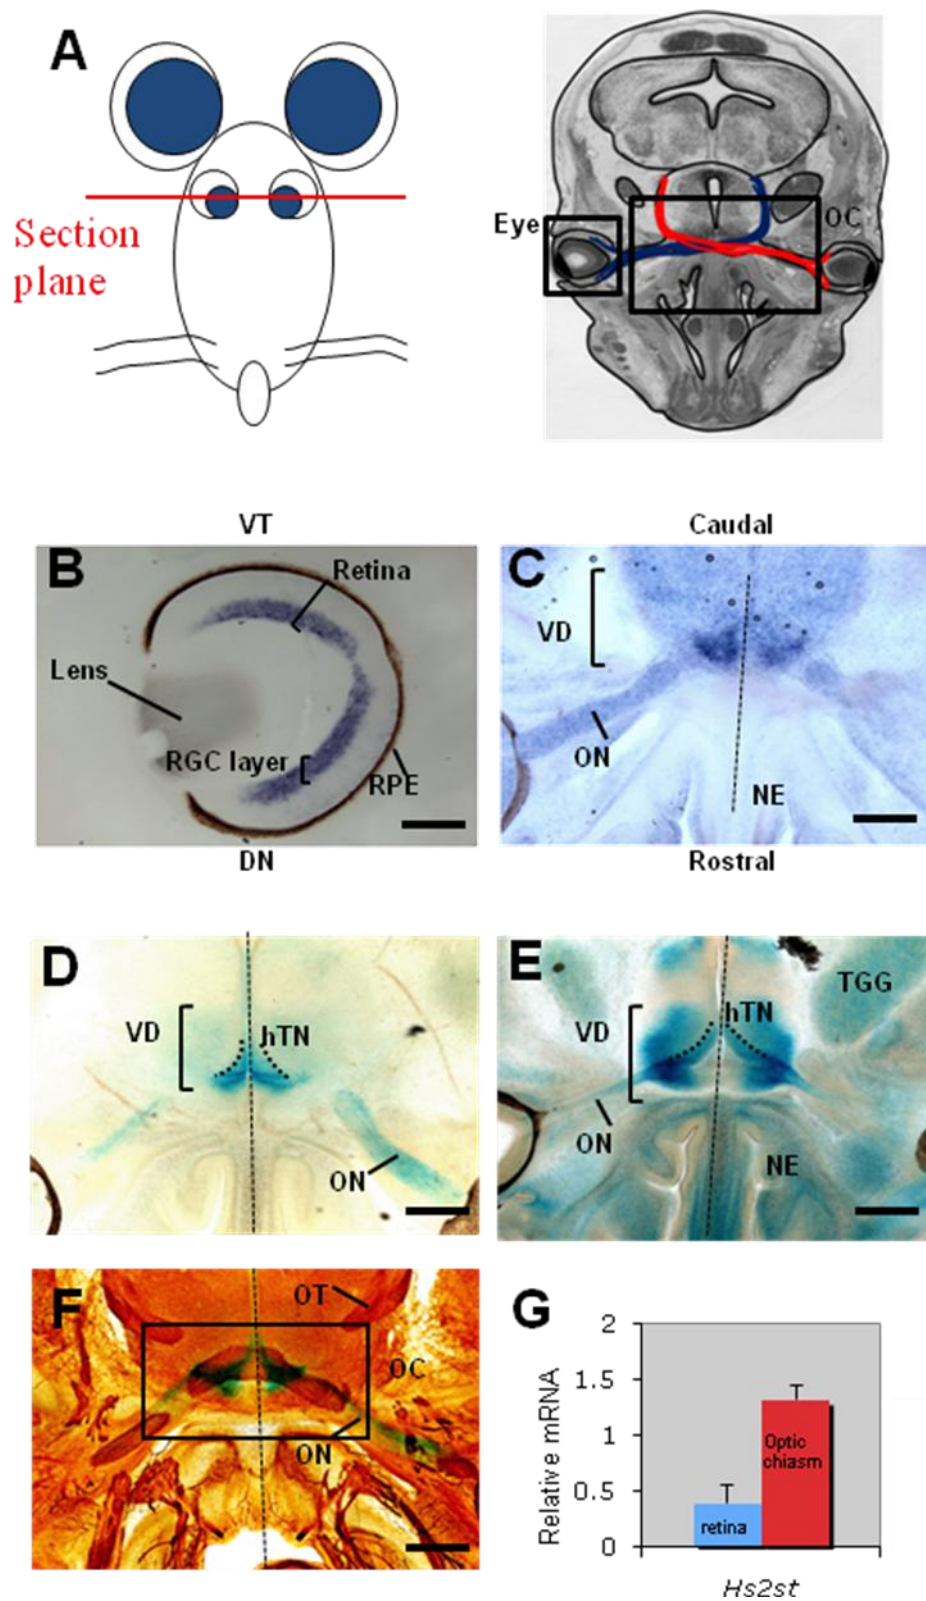 A
Section
plane
Eye
OC
VT
B
Retina
Lens
RGC layer
RPE
DN
Caudal
C
VD
ON
NE
Rostral
D
VD
hTN
ON
E
VD
hTN
TGG
ON
NE
F
OT
OC
ON
G
Relative mRNA
2
1.5
1
0.5
0
retina
Optic
chiasm
Hs2st